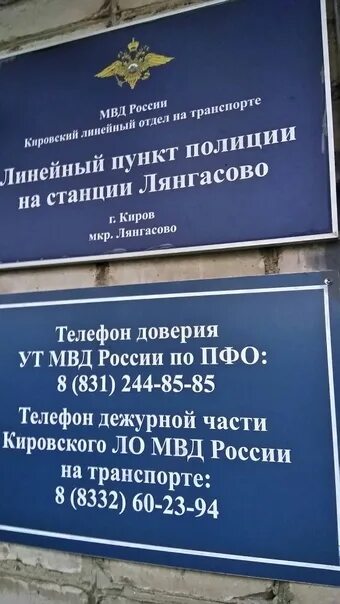 МВД России
Кировский линейный отдел на транспорте
Линейный пункт полиции
на станции Лянгасово
г. Киров
мкр. Лянгасово
Телефон доверия
УТ МВД России по ПФО:
8 (831) 244-85-85
Телефон дежурной части
Кировского ЛО МВД России
на транспорте:
8 (8332) 60-23-94